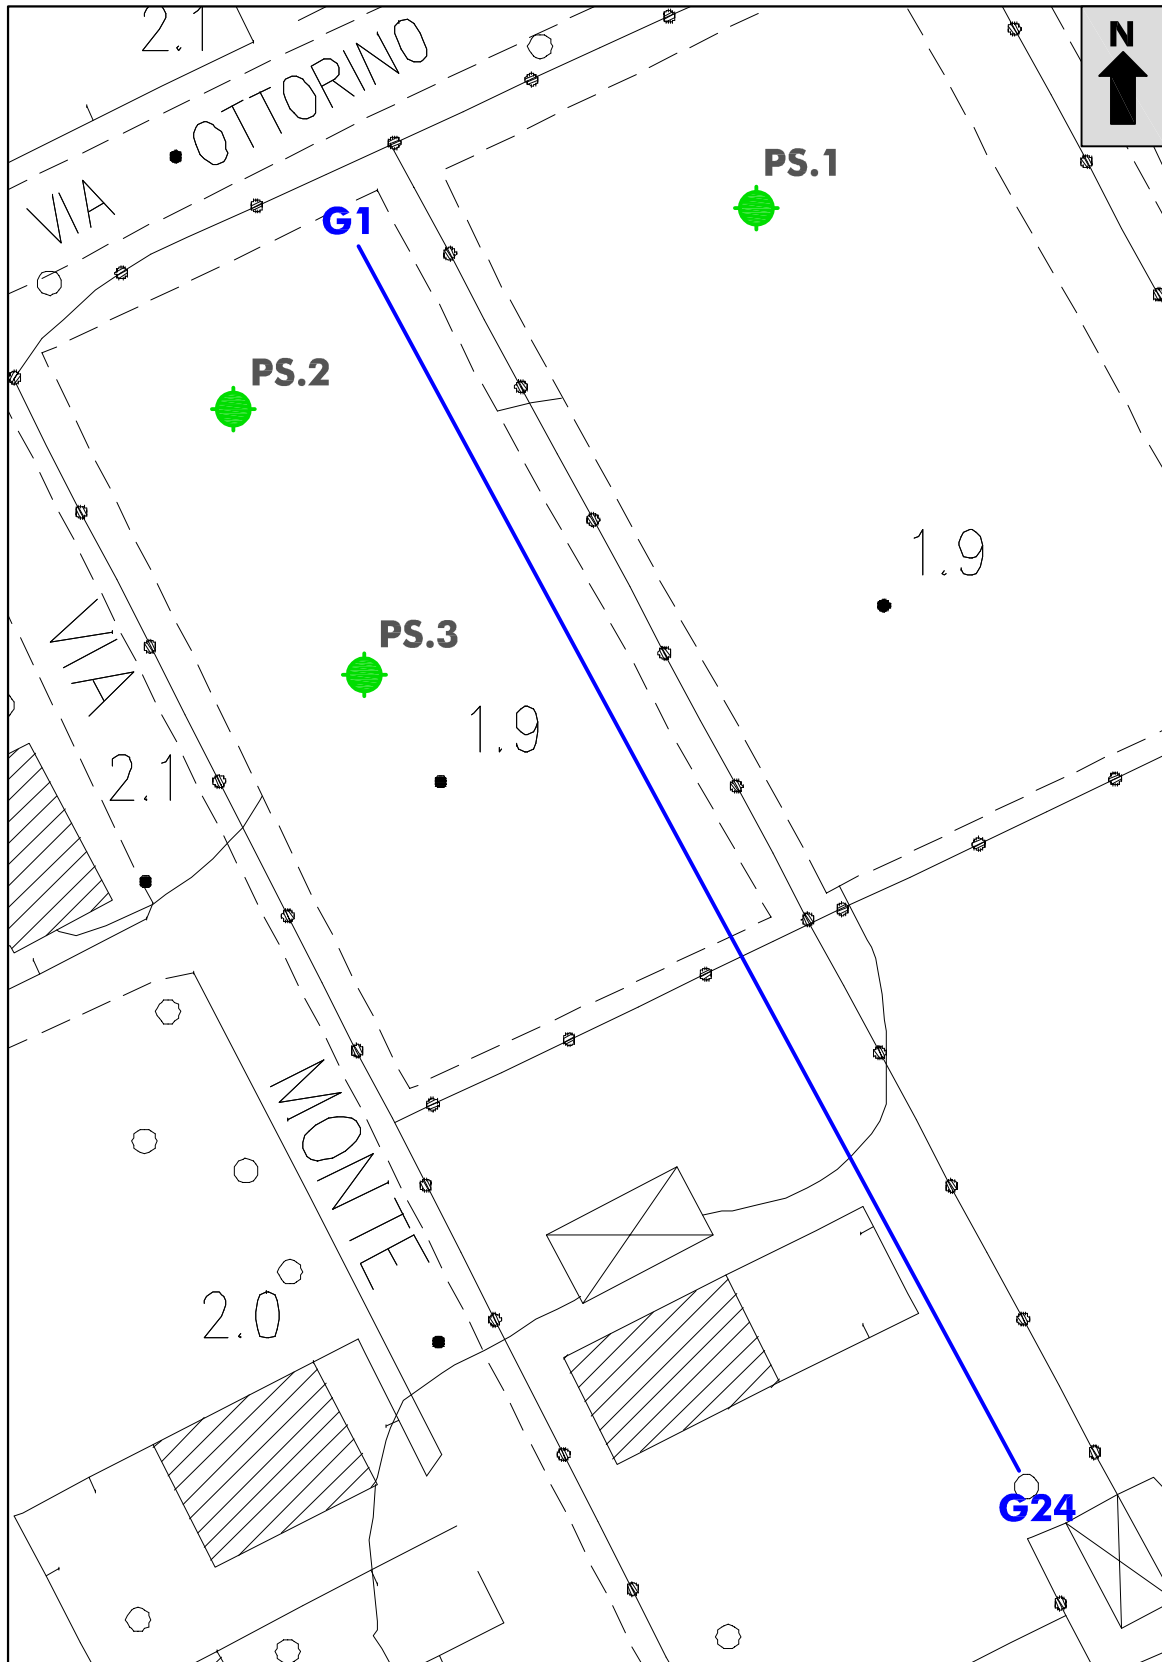 2.1
N
VIA OTTORINO
PS.1
G1
PS.2
1.9
PS.3
1.9
VIA
2.1
MONTE
2.0
G24